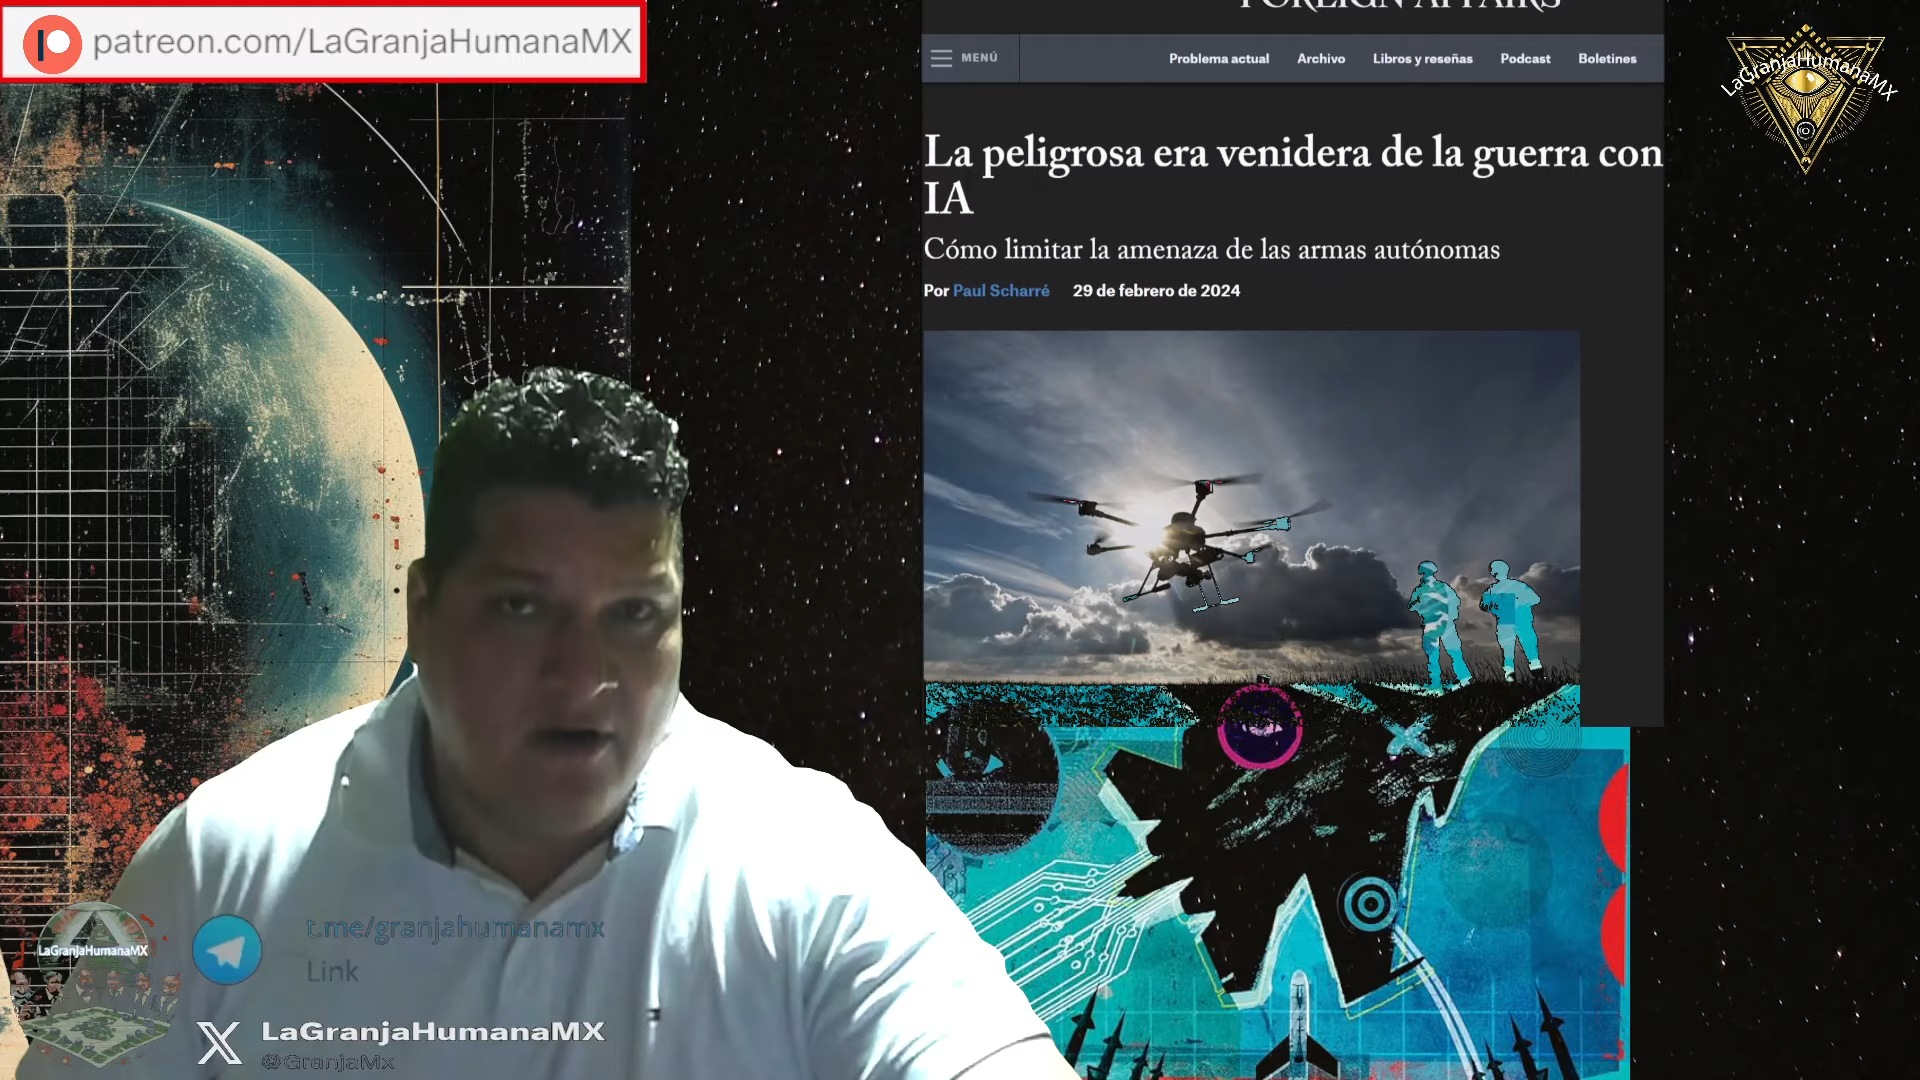 patreon.com/LaGranjaHumanaMX
FOREIGN AFFAIRS
MENÚ
Problema actual
Archivo
Libros y reseñas
Podcast
Boletines
LaGranjaHumanaMX
La peligrosa era venidera de la guerra con
IA
Cómo limitar la amenaza de las armas autónomas
Por Paul Scharré 29 de febrero de 2024
LaGranjaHumanaMX
t.me/granjahumanamx
Link
LaGranjaHumanaMX
@GranjaMx